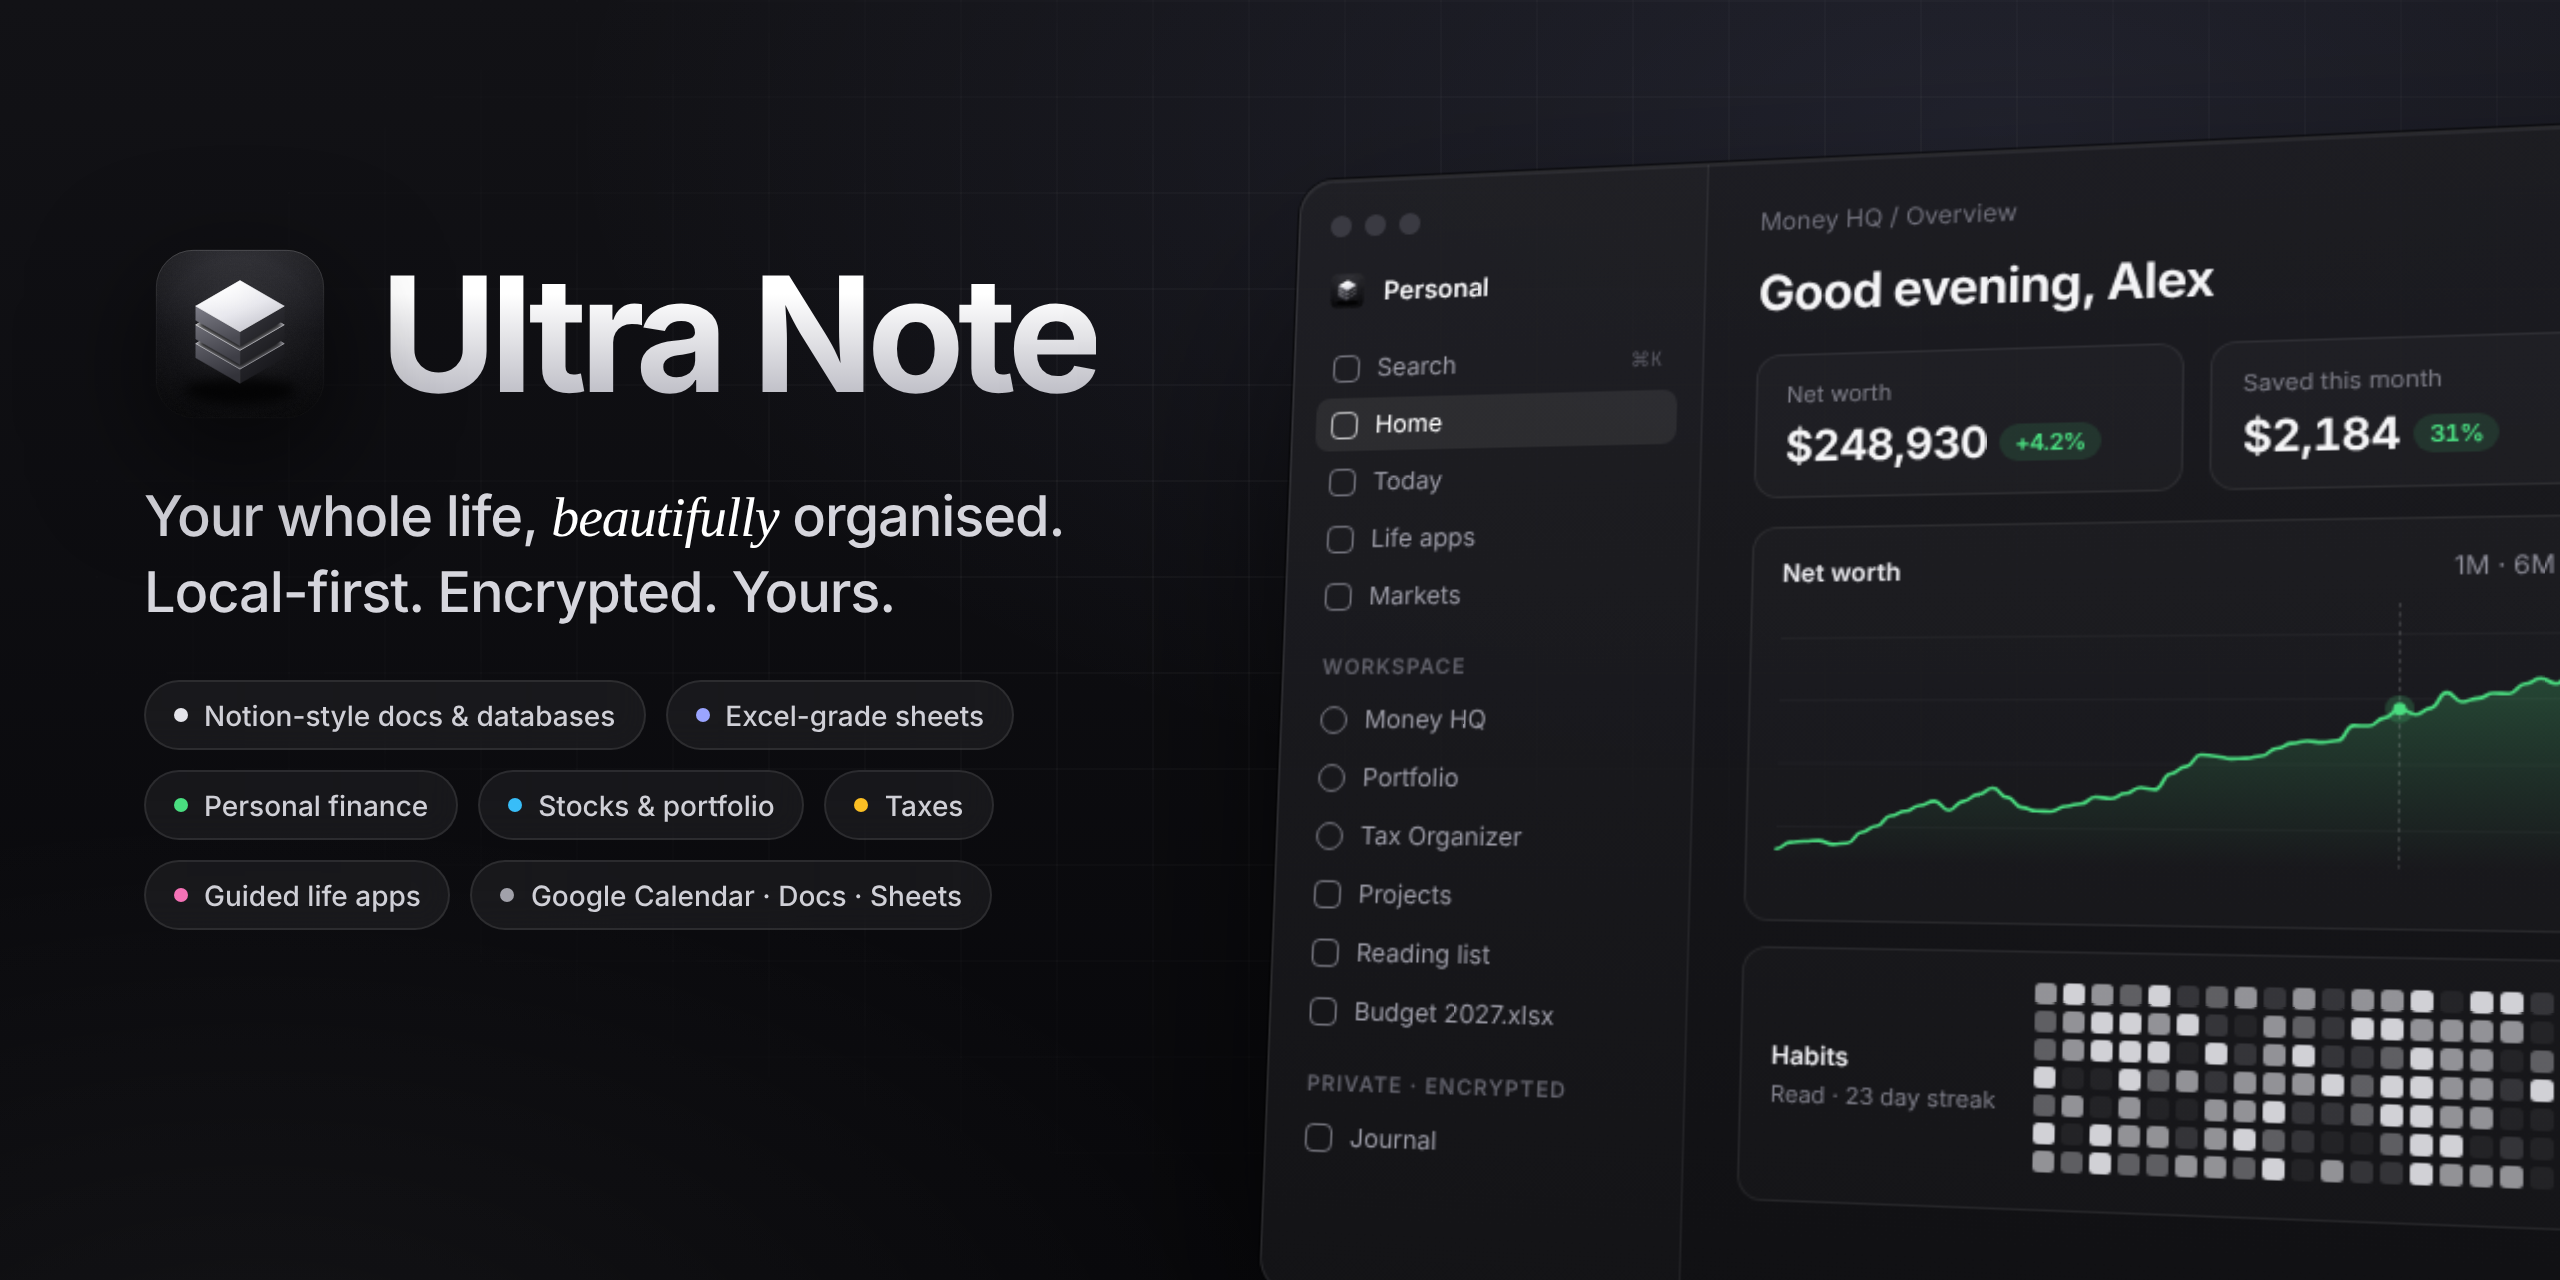 Ultra Note
Your whole life, beautifully organised.
Local-first. Encrypted. Yours.
Notion-style docs & databases
Excel-grade sheets
Personal finance
Stocks & portfolio
Taxes
Guided life apps
Google Calendar · Docs · Sheets
Personal
Search ⌘K
Home
Today
Life apps
Markets
WORKSPACE
Money HQ
Portfolio
Tax Organizer
Projects
Reading list
Budget 2027.xlsx
PRIVATE · ENCRYPTED
Journal
Money HQ / Overview
Good evening, Alex
Net worth
$248,930 +4.2%
Saved this month
$2,184 31%
Net worth
1M · 6M
Habits
Read · 23 day streak